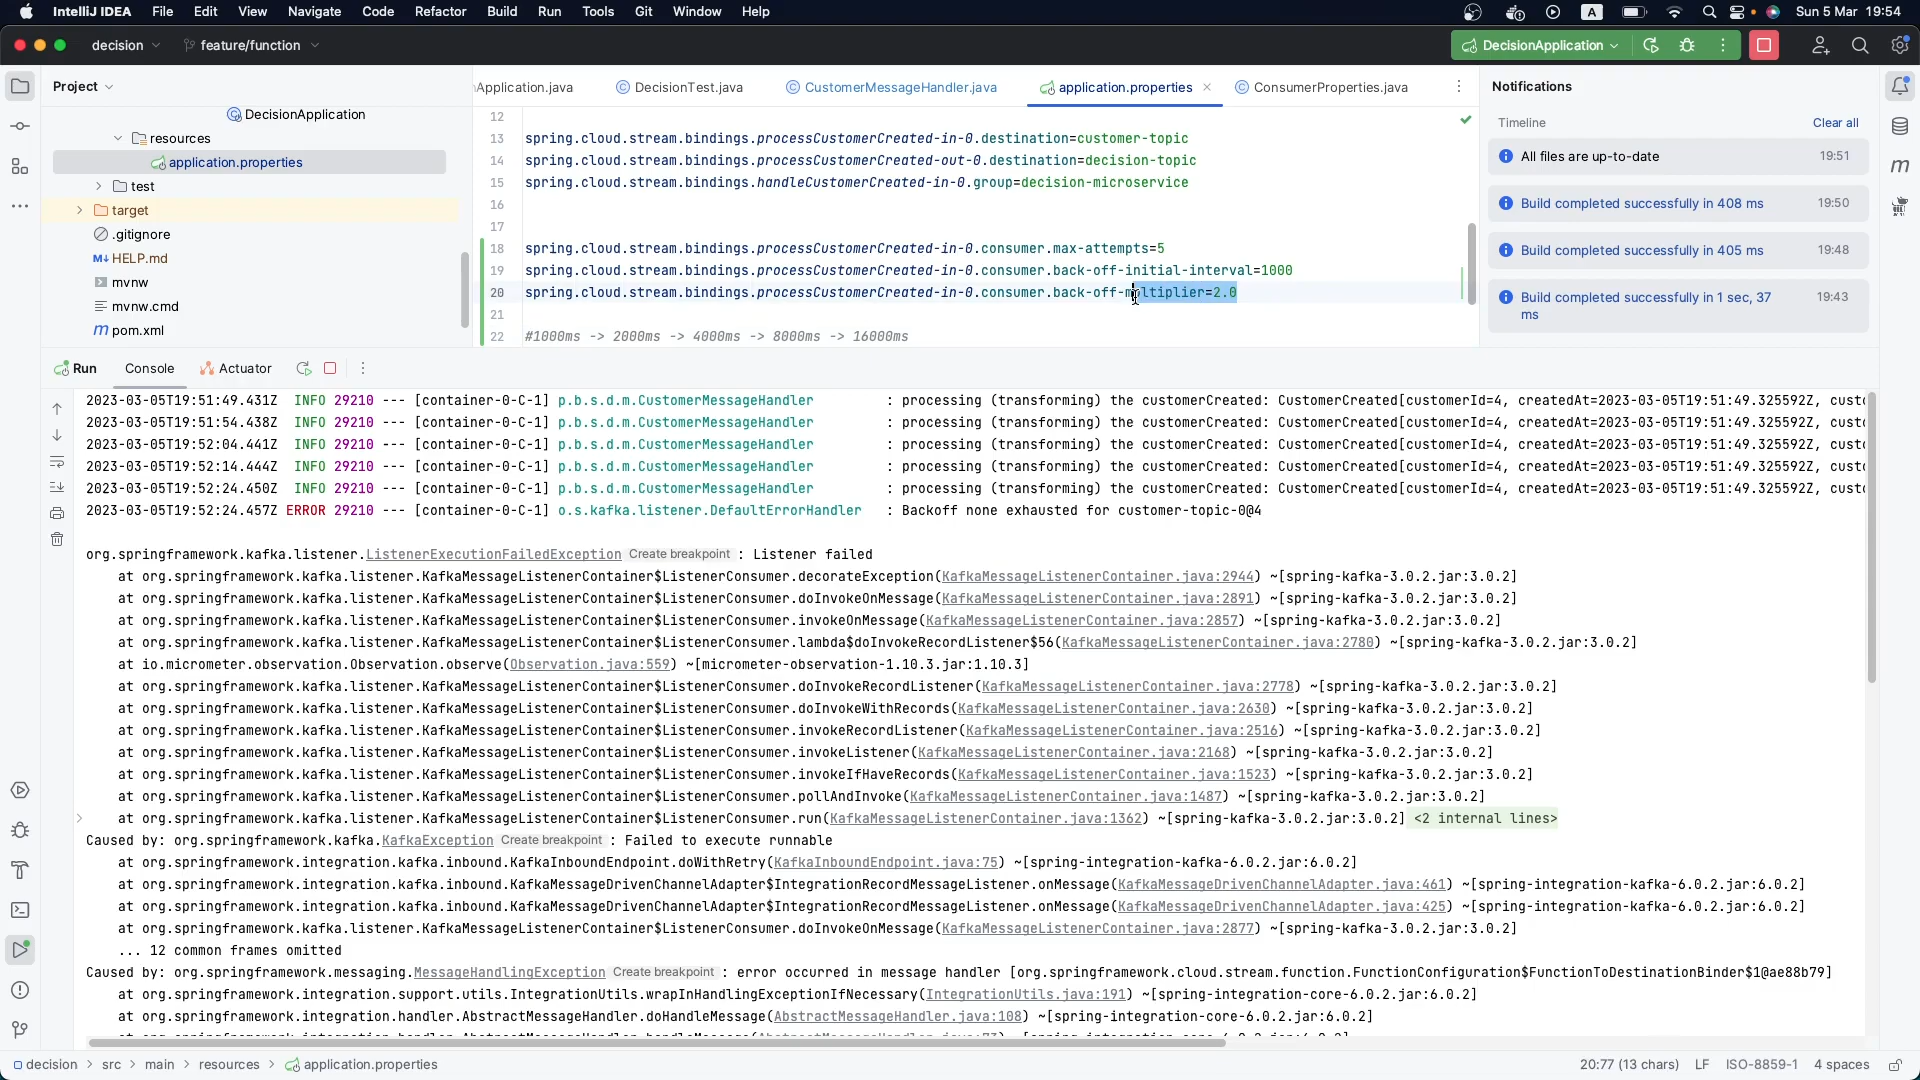 IntelliJ IDEA File Edit View Navigate Code Refactor Build Run Tools Git Window Help A Sun 5 Mar 19:54
decision feature/function DecisionApplication
Project
Application.java DecisionTest.java CustomerMessageHandler.java application.properties ConsumerProperties.java
DecisionApplication
resources
application.properties
test
target
.gitignore
M↓ HELP.md
mvnw
mvnw.cmd
m pom.xml
12
13 spring.cloud.stream.bindings.processCustomerCreated-in-0.destination=customer-topic
14 spring.cloud.stream.bindings.processCustomerCreated-out-0.destination=decision-topic
15 spring.cloud.stream.bindings.handleCustomerCreated-in-0.group=decision-microservice
16
17
18 spring.cloud.stream.bindings.processCustomerCreated-in-0.consumer.max-attempts=5
19 spring.cloud.stream.bindings.processCustomerCreated-in-0.consumer.back-off-initial-interval=1000
20 spring.cloud.stream.bindings.processCustomerCreated-in-0.consumer.back-off-multiplier=2.0
21
22 #1000ms -> 2000ms -> 4000ms -> 8000ms -> 16000ms
Notifications
Timeline Clear all
All files are up-to-date 19:51
Build completed successfully in 408 ms 19:50
Build completed successfully in 405 ms 19:48
Build completed successfully in 1 sec, 37 ms 19:43
m
Run Console Actuator
2023-03-05T19:51:49.431Z INFO 29210 --- [container-0-C-1] p.b.s.d.m.CustomerMessageHandler : processing (transforming) the customerCreated: CustomerCreated[customerId=4, createdAt=2023-03-05T19:51:49.325592Z, custo
2023-03-05T19:51:54.438Z INFO 29210 --- [container-0-C-1] p.b.s.d.m.CustomerMessageHandler : processing (transforming) the customerCreated: CustomerCreated[customerId=4, createdAt=2023-03-05T19:51:49.325592Z, custo
2023-03-05T19:52:04.441Z INFO 29210 --- [container-0-C-1] p.b.s.d.m.CustomerMessageHandler : processing (transforming) the customerCreated: CustomerCreated[customerId=4, createdAt=2023-03-05T19:51:49.325592Z, custo
2023-03-05T19:52:14.444Z INFO 29210 --- [container-0-C-1] p.b.s.d.m.CustomerMessageHandler : processing (transforming) the customerCreated: CustomerCreated[customerId=4, createdAt=2023-03-05T19:51:49.325592Z, custo
2023-03-05T19:52:24.450Z INFO 29210 --- [container-0-C-1] p.b.s.d.m.CustomerMessageHandler : processing (transforming) the customerCreated: CustomerCreated[customerId=4, createdAt=2023-03-05T19:51:49.325592Z, custo
2023-03-05T19:52:24.457Z ERROR 29210 --- [container-0-C-1] o.s.kafka.listener.DefaultErrorHandler : Backoff none exhausted for customer-topic-0@4
org.springframework.kafka.listener.ListenerExecutionFailedException Create breakpoint : Listener failed
at org.springframework.kafka.listener.KafkaMessageListenerContainer$ListenerConsumer.decorateException(KafkaMessageListenerContainer.java:2944) ~[spring-kafka-3.0.2.jar:3.0.2]
at org.springframework.kafka.listener.KafkaMessageListenerContainer$ListenerConsumer.doInvokeOnMessage(KafkaMessageListenerContainer.java:2891) ~[spring-kafka-3.0.2.jar:3.0.2]
at org.springframework.kafka.listener.KafkaMessageListenerContainer$ListenerConsumer.invokeOnMessage(KafkaMessageListenerContainer.java:2857) ~[spring-kafka-3.0.2.jar:3.0.2]
at org.springframework.kafka.listener.KafkaMessageListenerContainer$ListenerConsumer.lambda$doInvokeRecordListener$56(KafkaMessageListenerContainer.java:2780) ~[spring-kafka-3.0.2.jar:3.0.2]
at io.micrometer.observation.Observation.observe(Observation.java:559) ~[micrometer-observation-1.10.3.jar:1.10.3]
at org.springframework.kafka.listener.KafkaMessageListenerContainer$ListenerConsumer.doInvokeRecordListener(KafkaMessageListenerContainer.java:2778) ~[spring-kafka-3.0.2.jar:3.0.2]
at org.springframework.kafka.listener.KafkaMessageListenerContainer$ListenerConsumer.doInvokeWithRecords(KafkaMessageListenerContainer.java:2630) ~[spring-kafka-3.0.2.jar:3.0.2]
at org.springframework.kafka.listener.KafkaMessageListenerContainer$ListenerConsumer.invokeRecordListener(KafkaMessageListenerContainer.java:2516) ~[spring-kafka-3.0.2.jar:3.0.2]
at org.springframework.kafka.listener.KafkaMessageListenerContainer$ListenerConsumer.invokeListener(KafkaMessageListenerContainer.java:2168) ~[spring-kafka-3.0.2.jar:3.0.2]
at org.springframework.kafka.listener.KafkaMessageListenerContainer$ListenerConsumer.invokeIfHaveRecords(KafkaMessageListenerContainer.java:1523) ~[spring-kafka-3.0.2.jar:3.0.2]
at org.springframework.kafka.listener.KafkaMessageListenerContainer$ListenerConsumer.pollAndInvoke(KafkaMessageListenerContainer.java:1487) ~[spring-kafka-3.0.2.jar:3.0.2]
at org.springframework.kafka.listener.KafkaMessageListenerContainer$ListenerConsumer.run(KafkaMessageListenerContainer.java:1362) ~[spring-kafka-3.0.2.jar:3.0.2] <2 internal lines>
Caused by: org.springframework.kafka.KafkaException Create breakpoint : Failed to execute runnable
at org.springframework.integration.kafka.inbound.KafkaInboundEndpoint.doWithRetry(KafkaInboundEndpoint.java:75) ~[spring-integration-kafka-6.0.2.jar:6.0.2]
at org.springframework.integration.kafka.inbound.KafkaMessageDrivenChannelAdapter$IntegrationRecordMessageListener.onMessage(KafkaMessageDrivenChannelAdapter.java:461) ~[spring-integration-kafka-6.0.2.jar:6.0.2]
at org.springframework.integration.kafka.inbound.KafkaMessageDrivenChannelAdapter$IntegrationRecordMessageListener.onMessage(KafkaMessageDrivenChannelAdapter.java:425) ~[spring-integration-kafka-6.0.2.jar:6.0.2]
at org.springframework.kafka.listener.KafkaMessageListenerContainer$ListenerConsumer.doInvokeOnMessage(KafkaMessageListenerContainer.java:2877) ~[spring-kafka-3.0.2.jar:3.0.2]
... 12 common frames omitted
Caused by: org.springframework.messaging.MessageHandlingException Create breakpoint : error occurred in message handler [org.springframework.cloud.stream.function.FunctionConfiguration$FunctionToDestinationBinder$1@ae88b79]
at org.springframework.integration.support.utils.IntegrationUtils.wrapInHandlingExceptionIfNecessary(IntegrationUtils.java:191) ~[spring-integration-core-6.0.2.jar:6.0.2]
at org.springframework.integration.handler.AbstractMessageHandler.doHandleMessage(AbstractMessageHandler.java:108) ~[spring-integration-core-6.0.2.jar:6.0.2]
decision > src > main > resources > application.properties 20:77 (13 chars) LF ISO-8859-1 4 spaces